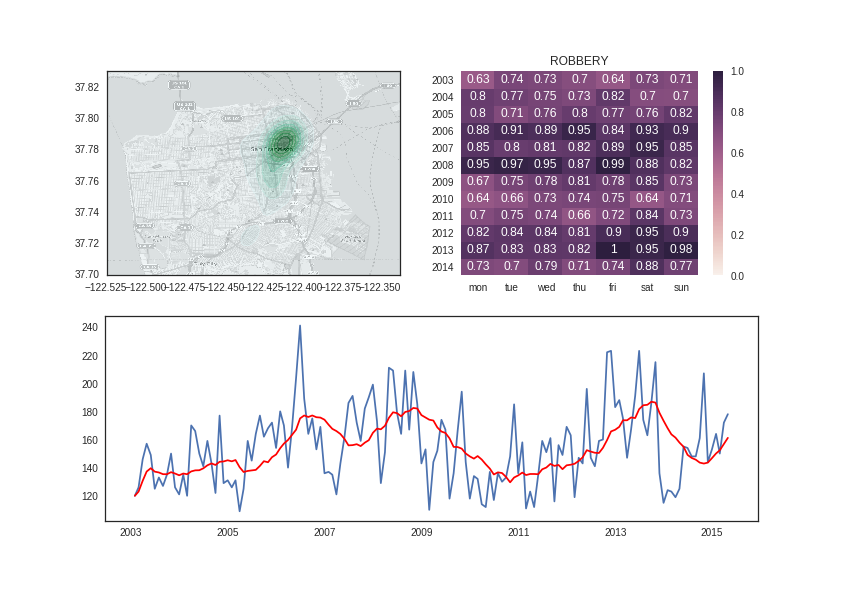 ROBBERY
37.82
37.80
37.78
37.76
37.74
37.72
37.70
−122.525−122.500−122.475−122.450−122.425−122.400−122.375−122.350
San Francisco
2003 0.63 0.74 0.73 0.7 0.64 0.73 0.71
2004 0.8 0.77 0.75 0.73 0.82 0.7 0.7
2005 0.8 0.71 0.76 0.8 0.77 0.76 0.82
2006 0.88 0.91 0.89 0.95 0.84 0.93 0.9
2007 0.85 0.8 0.81 0.82 0.89 0.95 0.85
2008 0.95 0.97 0.95 0.87 0.99 0.88 0.82
2009 0.67 0.75 0.78 0.81 0.78 0.85 0.73
2010 0.64 0.66 0.73 0.74 0.75 0.64 0.71
2011 0.7 0.75 0.74 0.66 0.72 0.84 0.73
2012 0.82 0.84 0.84 0.81 0.9 0.95 0.9
2013 0.87 0.83 0.83 0.82 1 0.95 0.98
2014 0.73 0.7 0.79 0.71 0.74 0.88 0.77
mon tue wed thu fri sat sun
1.0
0.8
0.6
0.4
0.2
0.0
240
220
200
180
160
140
120
2003 2005 2007 2009 2011 2013 2015